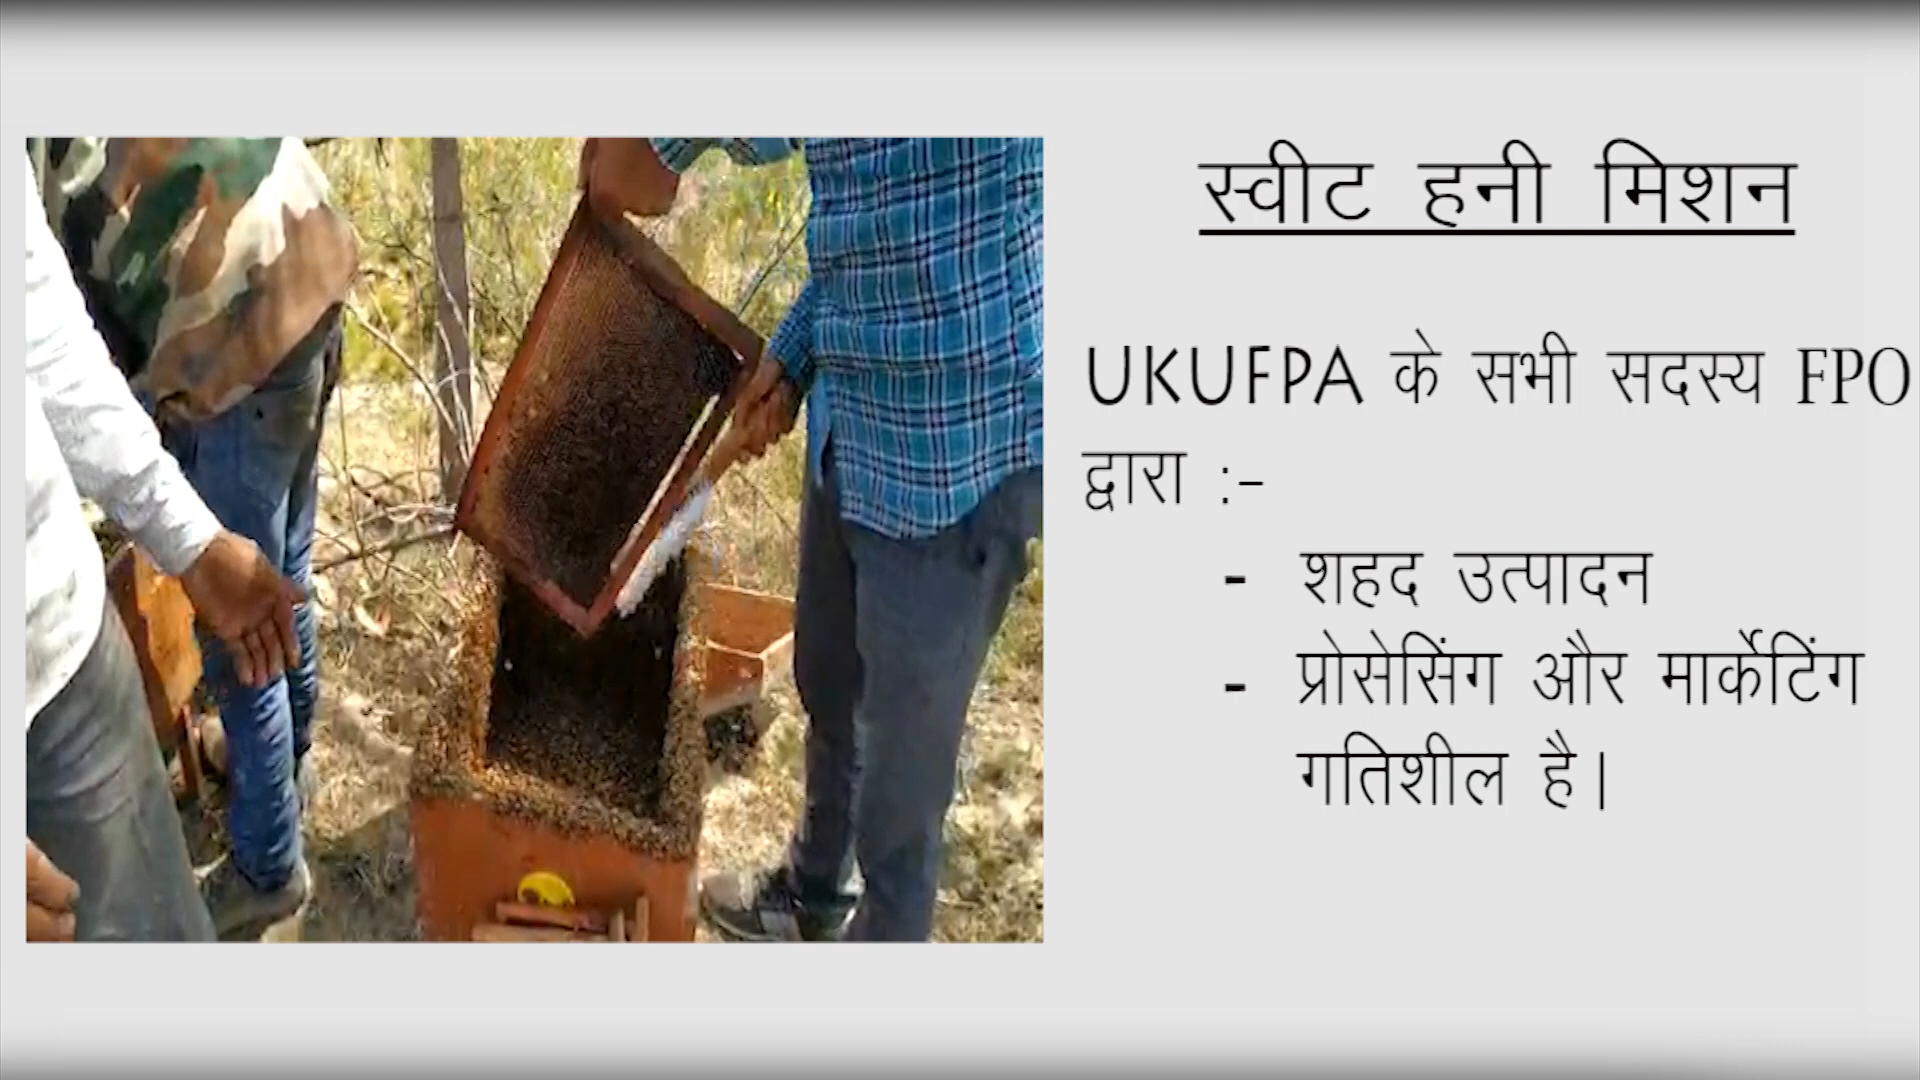 स्वीट हनी मिशन
UKUFPA के सभी सदस्य FPO
द्वारा :-
- शहद उत्पादन
- प्रोसेसिंग और मार्केटिंग
गतिशील है।